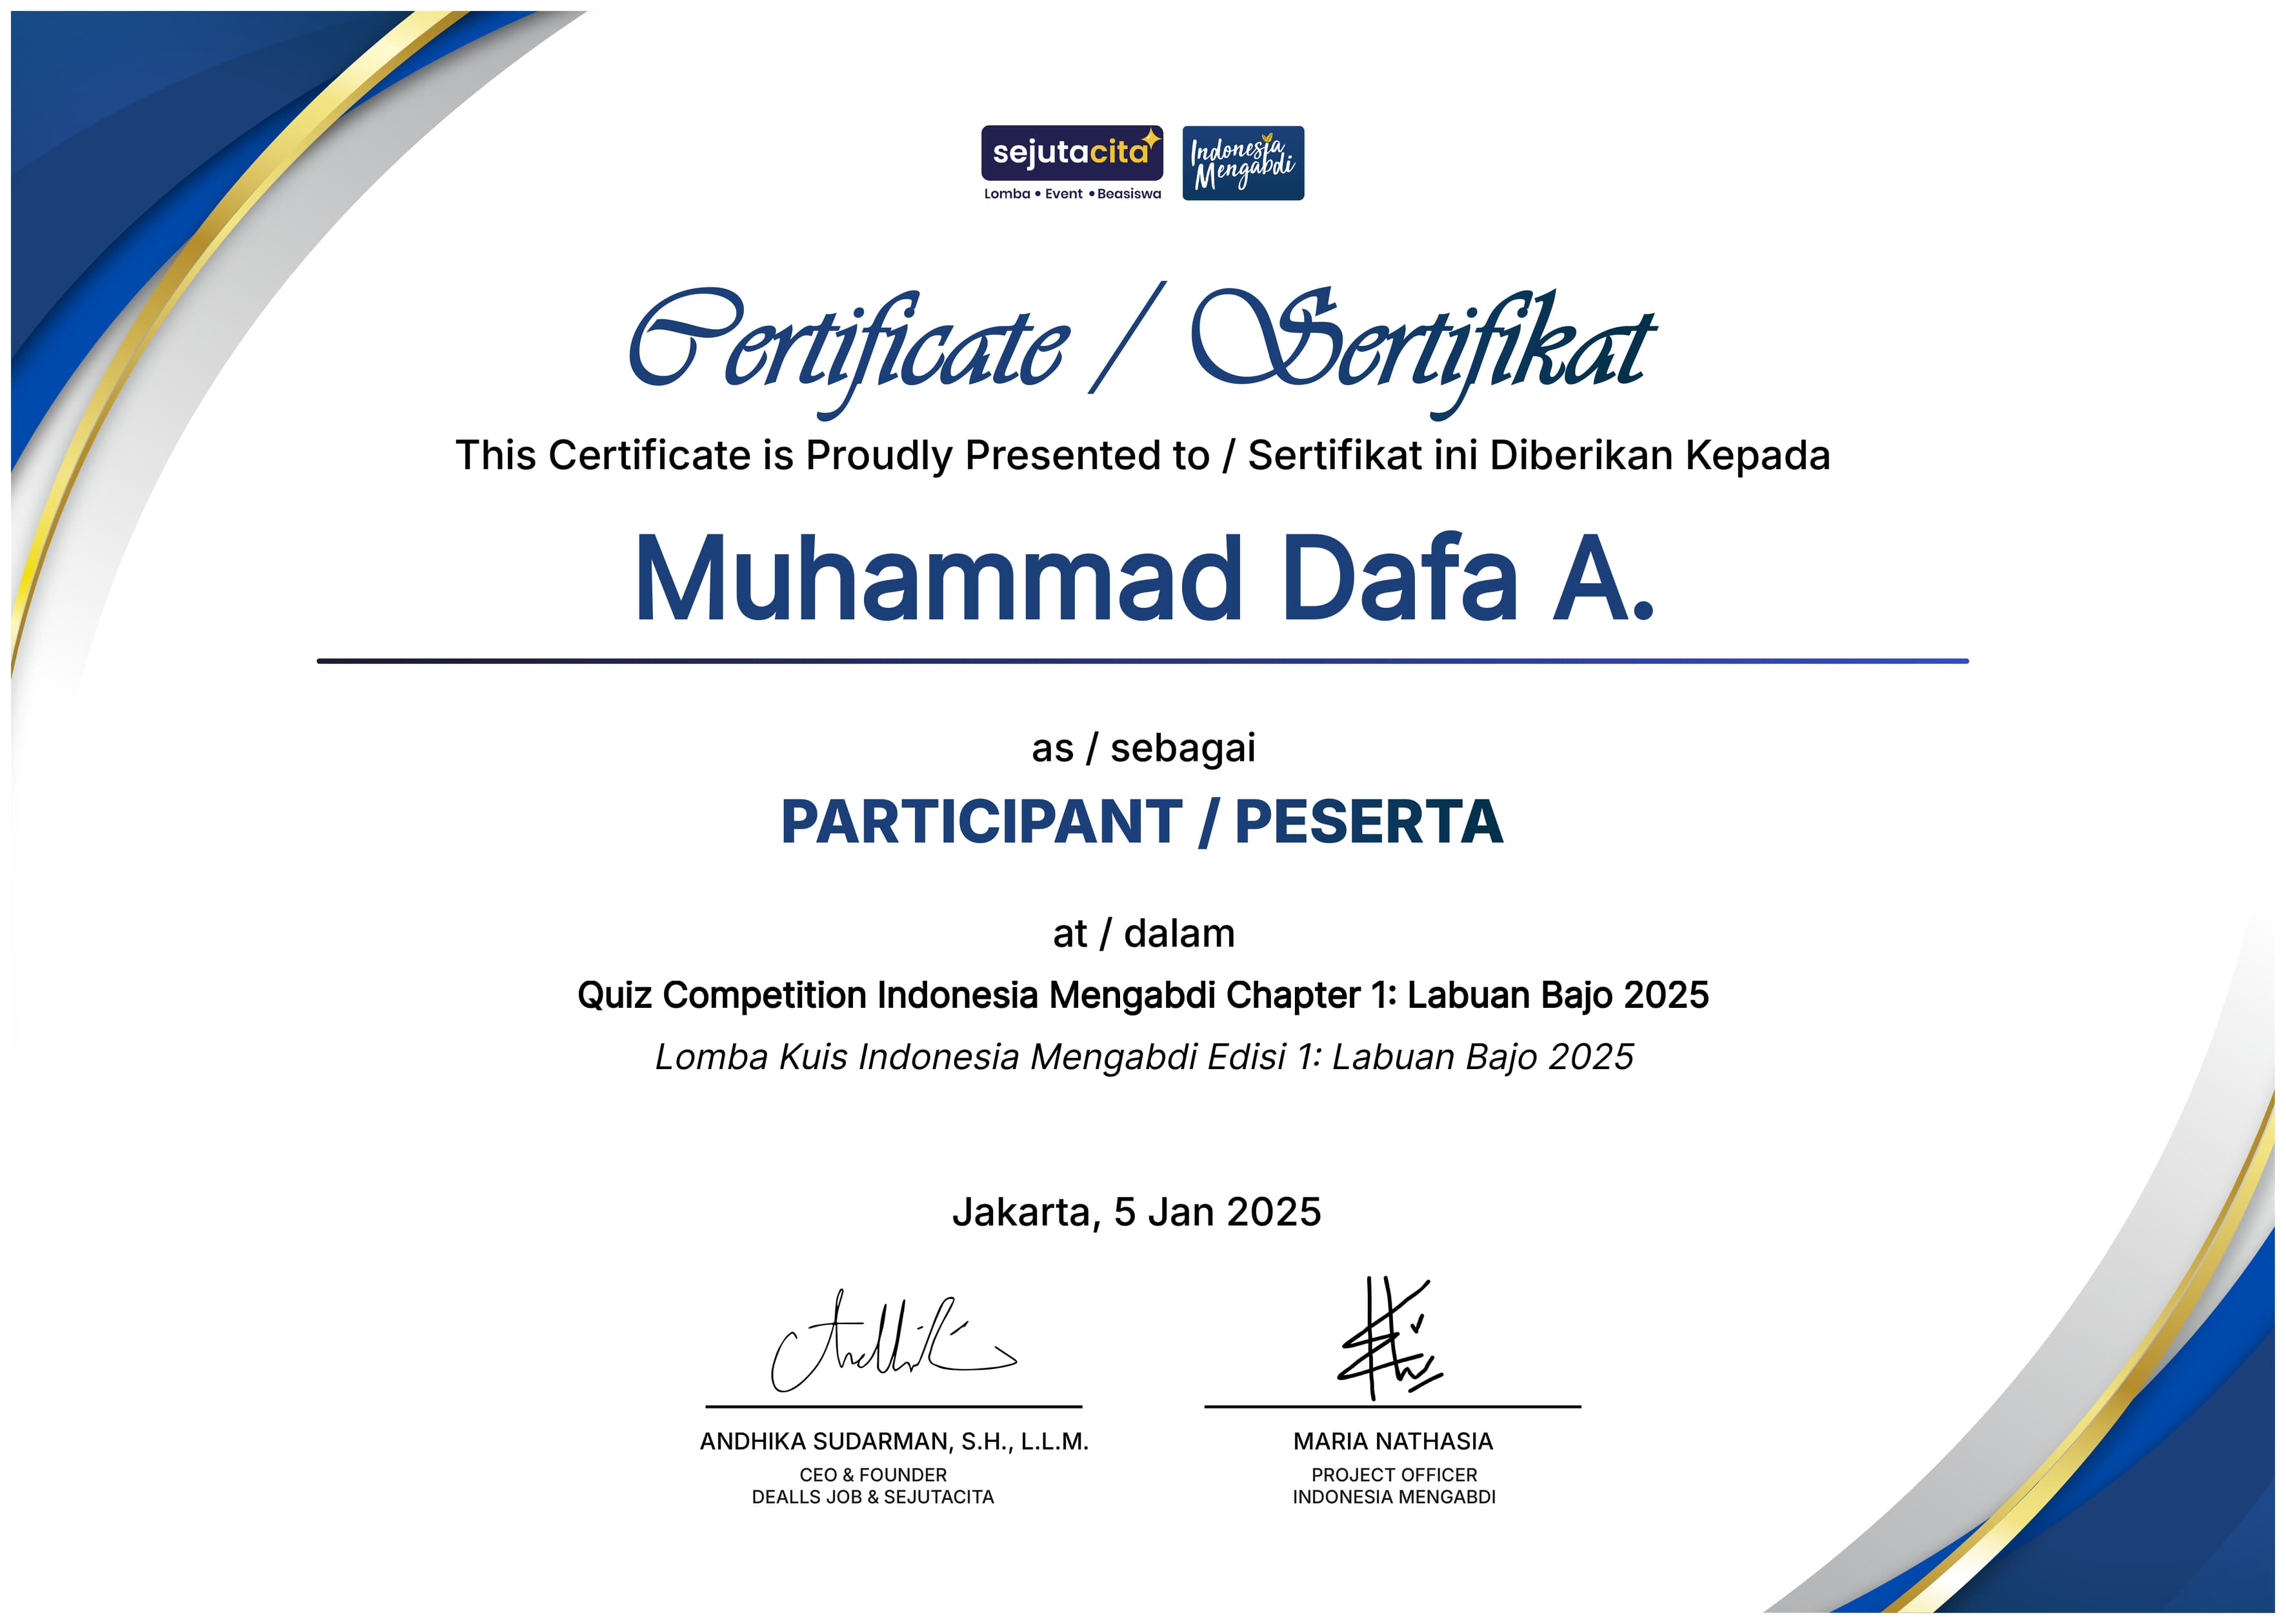 sejutacita
Lomba • Event • Beasiswa
Indonesia
Mengabdi
Certificate / Sertifikat
This Certificate is Proudly Presented to / Sertifikat ini Diberikan Kepada
Muhammad Dafa A.
as / sebagai
PARTICIPANT / PESERTA
at / dalam
Quiz Competition Indonesia Mengabdi Chapter 1: Labuan Bajo 2025
Lomba Kuis Indonesia Mengabdi Edisi 1: Labuan Bajo 2025
Jakarta, 5 Jan 2025
ANDHIKA SUDARMAN, S.H., L.L.M.
CEO & FOUNDER
DEALLS JOB & SEJUTACITA
MARIA NATHASIA
PROJECT OFFICER
INDONESIA MENGABDI